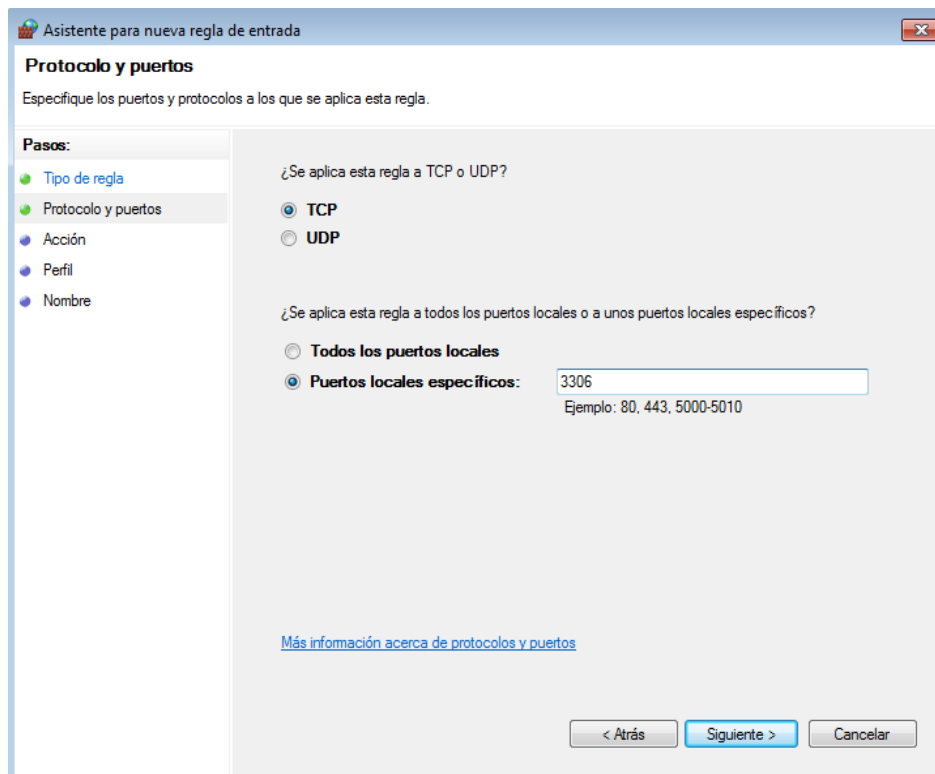 Asistente para nueva regla de entrada
Protocolo y puertos
Especifique los puertos y protocolos a los que se aplica esta regla.
Pasos:
Tipo de regla
Protocolo y puertos
Acción
Perfil
Nombre
¿Se aplica esta regla a TCP o UDP?
TCP
UDP
¿Se aplica esta regla a todos los puertos locales o a unos puertos locales específicos?
Todos los puertos locales
Puertos locales específicos: 3306
Ejemplo: 80, 443, 5000-5010
Más información acerca de protocolos y puertos
< Atrás Siguiente > Cancelar